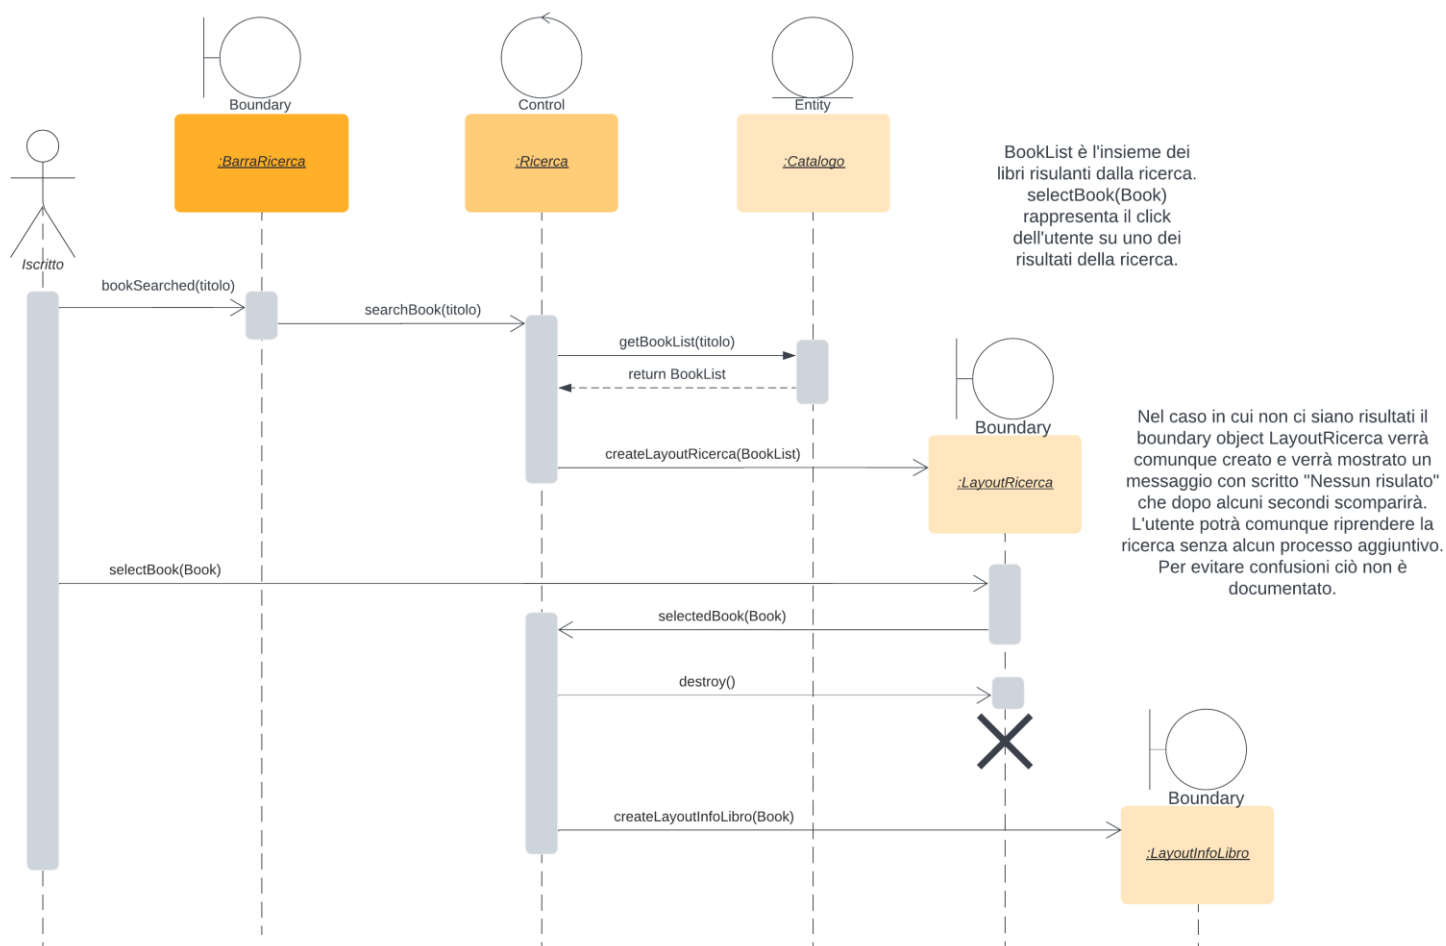 Boundary
Control
Entity
:BarraRicerca
:Ricerca
:Catalogo
BookList è l'insieme dei
libri risulanti dalla ricerca.
selectBook(Book)
rappresenta il click
dell'utente su uno dei
risultati della ricerca.
Iscritto
bookSearched(titolo)
searchBook(titolo)
getBookList(titolo)
return BookList
Boundary
createLayoutRicerca(BookList)
:LayoutRicerca
Nel caso in cui non ci siano risultati il
boundary object LayoutRicerca verrà
comunque creato e verrà mostrato un
messaggio con scritto "Nessun risulato"
che dopo alcuni secondi scomparirà.
L'utente potrà comunque riprendere la
ricerca senza alcun processo aggiuntivo.
Per evitare confusioni ciò non è
documentato.
selectBook(Book)
selectedBook(Book)
destroy()
Boundary
createLayoutInfoLibro(Book)
:LayoutInfoLibro